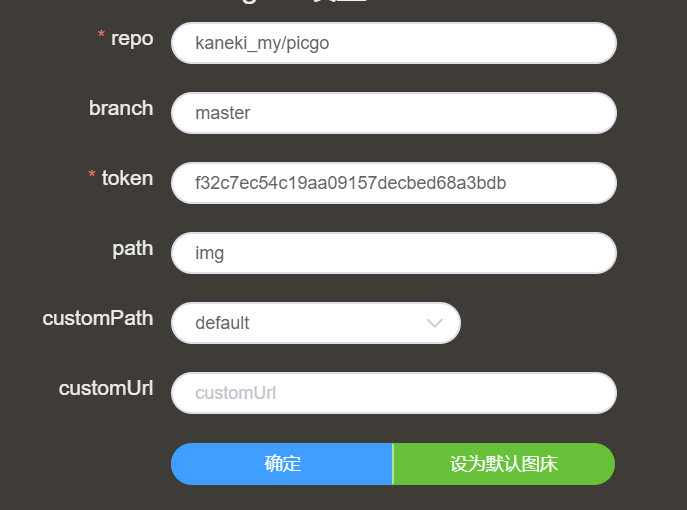 * repo
kaneki_my/picgo
branch
master
* token
f32c7ec54c19aa09157decbed68a3bdb
path
img
customPath
default
customUrl
customUrl
确定
设为默认图床